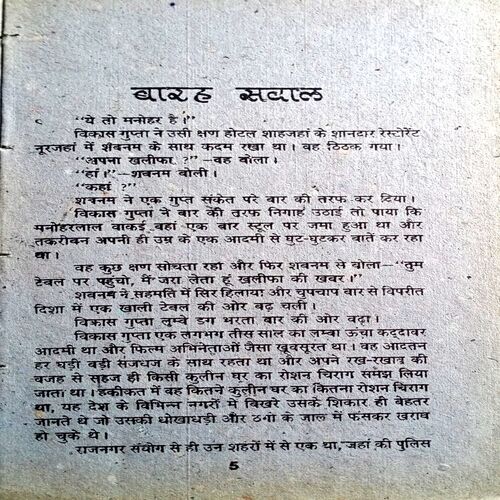 बारह सवाल
“ये तो मनोहर है।”
विकास गुप्ता ने उसी क्षण होटल शाहजहां के शानदार रेस्टोरेंट
नूरजहां में शबनम के साथ कदम रखा था। वह ठिठक गया।
“अपना खलीफा ?”—वह बोला।
“हां।”—शबनम बोली।
“कहां ?”
शबनम ने एक गुप्त संकेत परे बार की तरफ कर दिया।
विकास गुप्ता ने बार की तरफ निगाह उठाई तो पाया कि
मनोहरलाल वाकई वहां एक बार स्टूल पर जमा हुआ था और
तकरीबन अपनी ही उम्र के एक आदमी से घुट-घुटकर बातें कर रहा
था।
वह कुछ क्षण सोचता रहा और फिर शबनम से बोला—“तुम
टेबल पर पहुंचो, मैं जरा लेता हूं खलीफा की खबर।”
शबनम ने सहमति में सिर हिलाया और चुपचाप बार से विपरीत
दिशा में एक खाली टेबल की ओर बढ़ चली।
विकास गुप्ता लम्बे डग भरता बार की ओर बढ़ा।
विकास गुप्ता एक लगभग तीस साल का लम्बा ऊंचा कद्दावर
आदमी था और फिल्म अभिनेताओं जैसा खूबसूरत था। वह आदतन
हर घड़ी बड़ी सजधज के साथ रहता था और अपने रख-रखाव की
वजह से सहज ही किसी कुलीन घर का रोशन चिराग समझ लिया
जाता था। हकीकत में वह कितने कुलीन घर का कितना रोशन चिराग
था, यह देश के विभिन्न नगरों में बिखरे उसके शिकार ही बेहतर
जानते थे जो उसकी धोखाधड़ी और ठगी के जाल में फंसकर खराब
हो चुके थे।
राजनगर संयोग से ही उन शहरों में से एक था, जहां की पुलिस
5